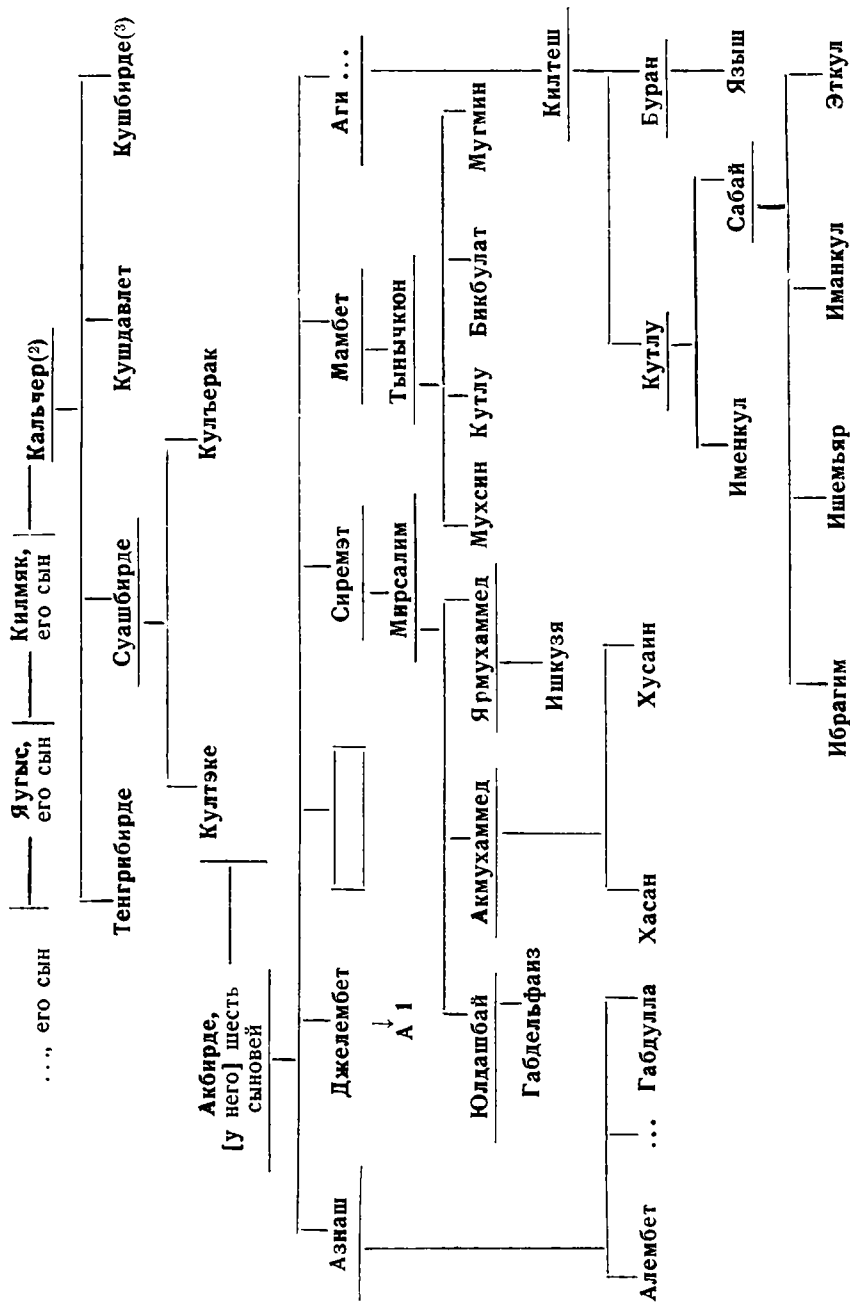 ..., его сын
Яугыс,
его сын
Килмяк,
его сын
Кальчер(²)
Тенгрибирде
Суашбирде
Кушдавлет
Кушбирде(³)
Култэке
Кулъерак
Акбирде,
[у него] шесть
сыновей
Азнаш
Джелембет
Сиремэт
Мамбет
Аги ...
А 1
Мирсалим
Тынычкюн
Юлдашбай
Акмухаммед
Ярмухаммед
Мухсин
Кутлу
Бикбулат
Мугмин
Габдельфаиз
Ишкузя
Килтеш
Алембет
...
Габдулла
Хасан
Хусаин
Кутлу
Буран
Именкул
Сабай
Языш
Ибрагим
Ишемьяр
Иманкул
Эткул